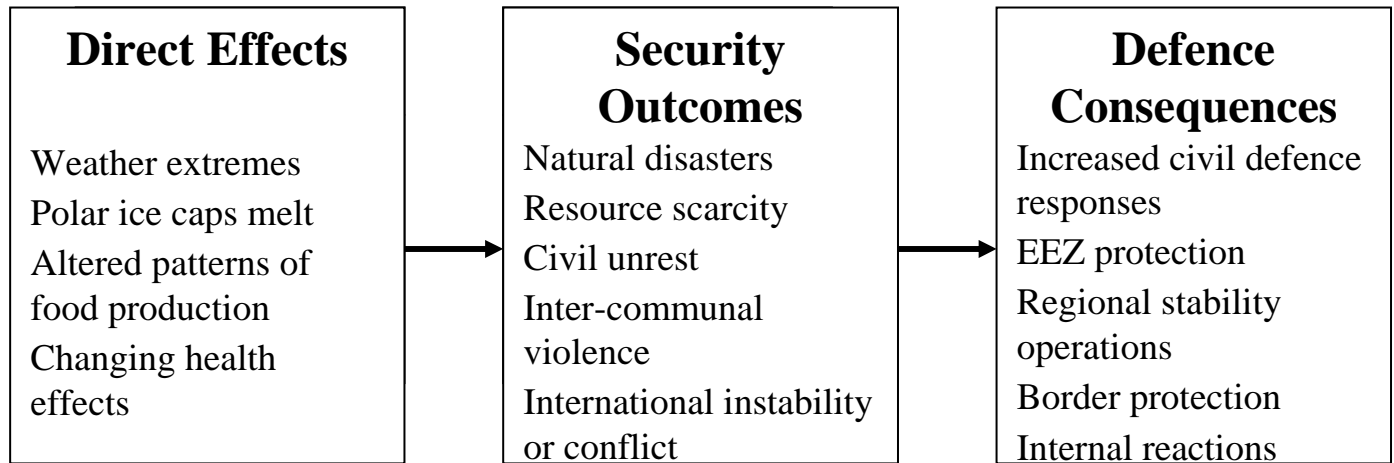 Direct Effects
Weather extremes
Polar ice caps melt
Altered patterns of
food production
Changing health
effects
Security
Outcomes
Natural disasters
Resource scarcity
Civil unrest
Inter-communal
violence
International instability
or conflict
Defence
Consequences
Increased civil defence
responses
EEZ protection
Regional stability
operations
Border protection
Internal reactions